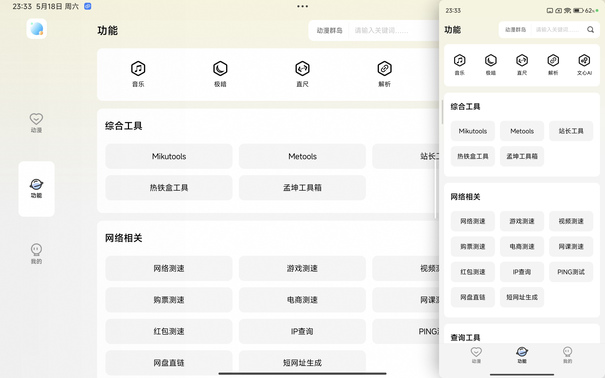 23:33 5月18日 周六
功能
动漫群岛 请输入关键词......
音乐 极结 直尺 解析
综合工具
Mikutools Metools 站长工
热铁盒工具 孟坤工具箱
网络相关
网络测速 游戏测速 视频测
购票测速 电商测速 网课测
红包测速 IP查询 PING测
网盘直链 短网址生成
动漫
功能
我的
23:33 62%
功能
动漫群岛 请输入关键词......
音乐 极结 直尺 解析 文心AI
综合工具
Mikutools Metools 站长工具
热铁盒工具 孟坤工具箱
网络相关
网络测速 游戏测速 视频测速
购票测速 电商测速 网课测速
红包测速 IP查询 PING测试
网盘直链 短网址生成
查询工具
动漫 功能 我的